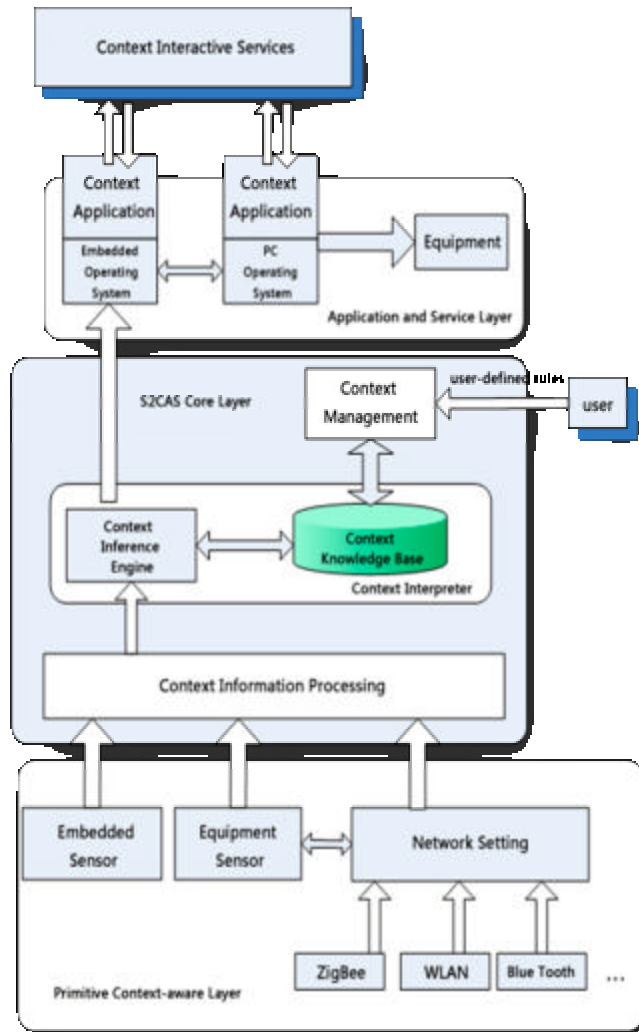 Context Interactive Services
Context
Application
Embedded
Operating
System
Context
Application
PC
Operating
System
Equipment
Application and Service Layer
S2CAS Core Layer
Context
Management
user-defined rules
user
Context
Inference
Engine
Context
Knowledge Base
Context Interpreter
Context Information Processing
Embedded
Sensor
Equipment
Sensor
Network Setting
ZigBee
WLAN
Blue Tooth
...
Primitive Context-aware Layer